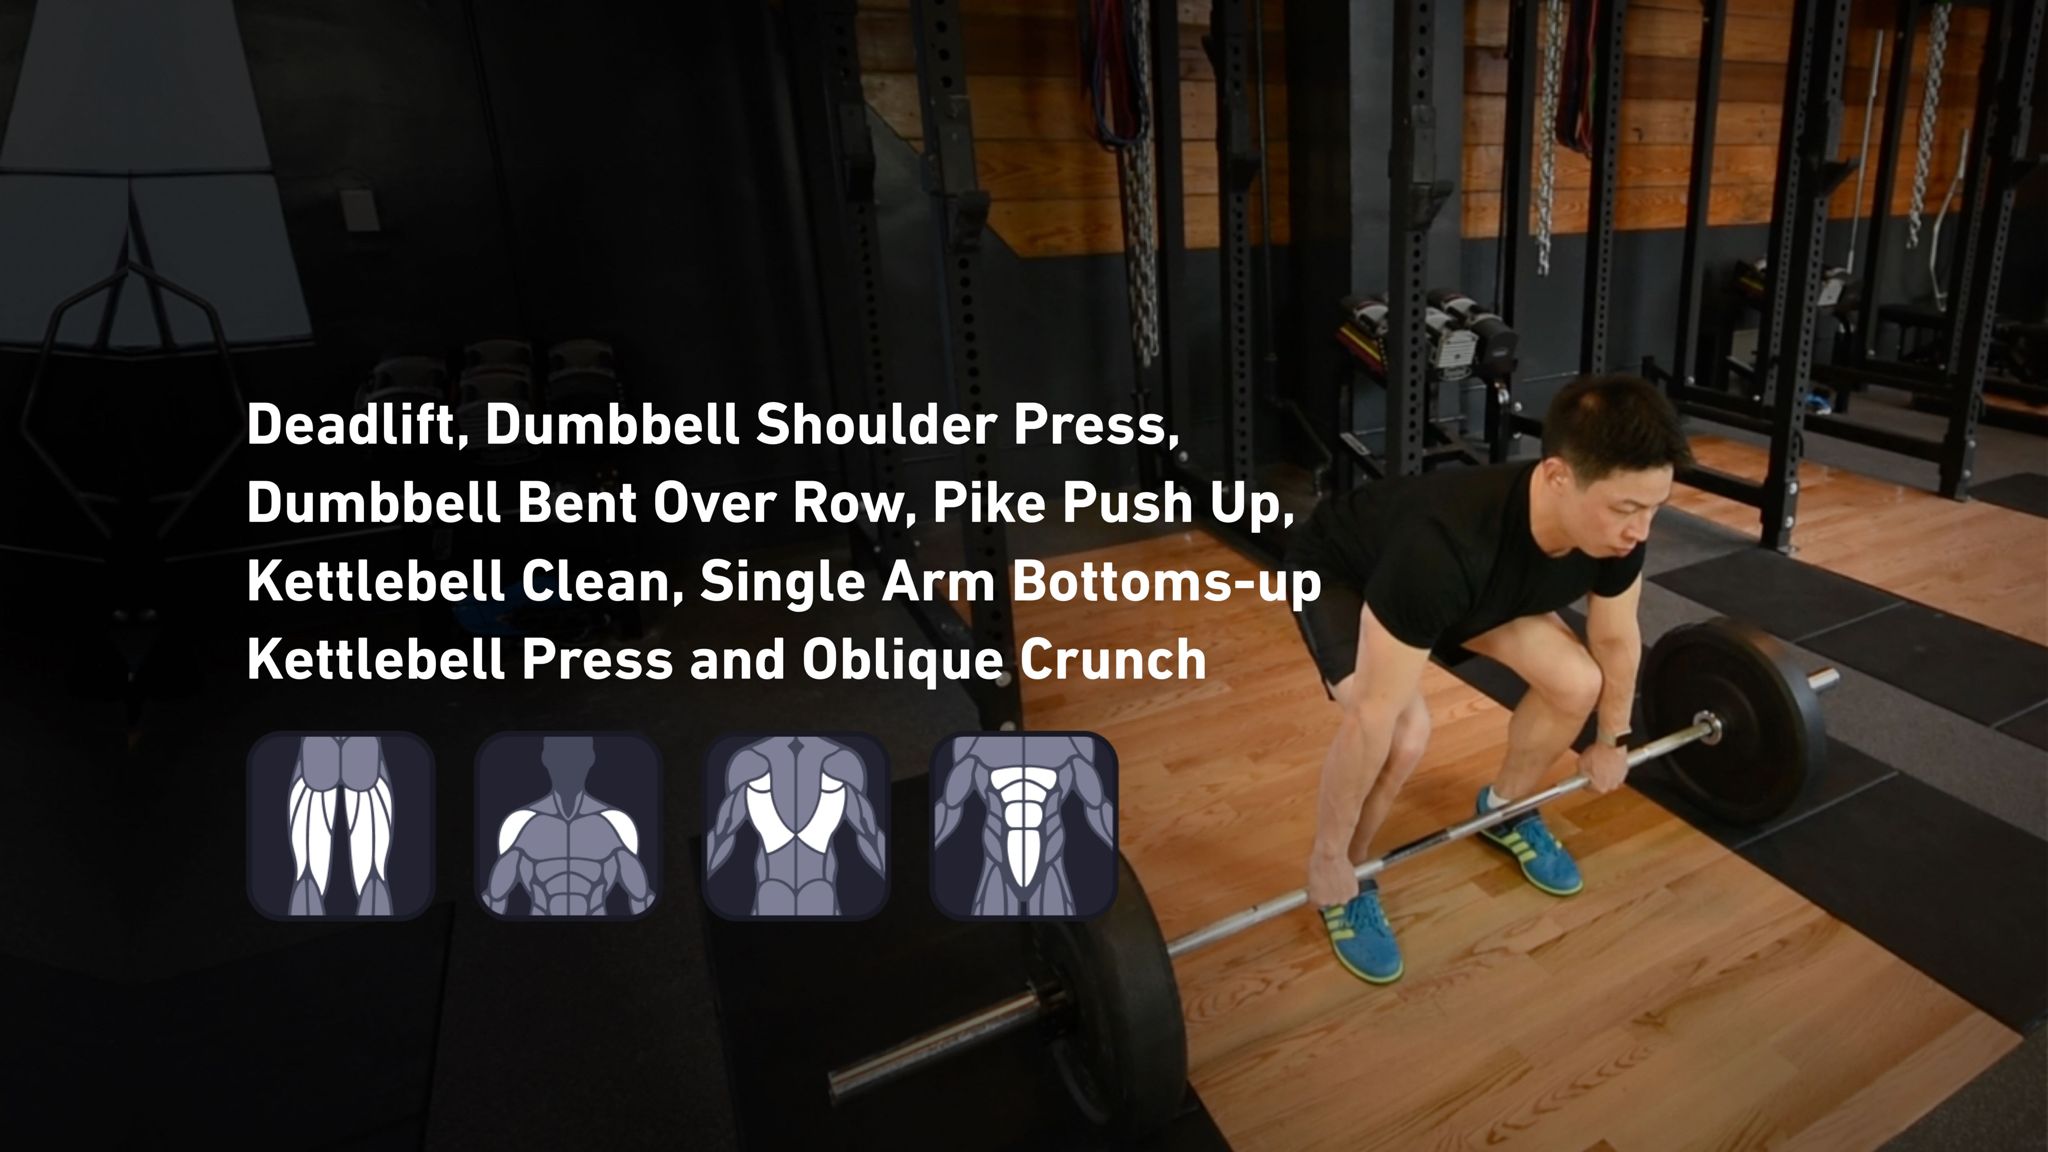 Deadlift, Dumbbell Shoulder Press,
Dumbbell Bent Over Row, Pike Push Up,
Kettlebell Clean, Single Arm Bottoms-up
Kettlebell Press and Oblique Crunch